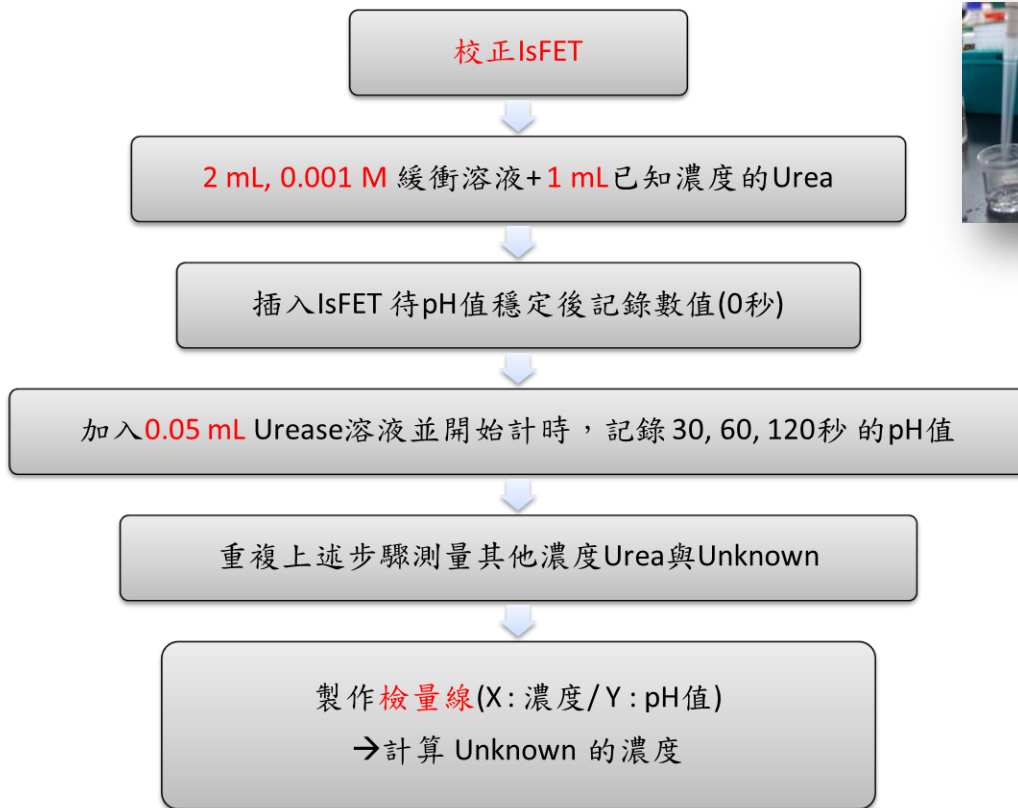 校正IsFET
2 mL, 0.001 M 緩衝溶液+1 mL已知濃度的Urea
插入IsFET 待pH值穩定後記錄數值(0秒)
加入0.05 mL Urease溶液並開始計時，記錄 30, 60, 120秒 的pH值
重複上述步驟測量其他濃度Urea與Unknown
製作檢量線(X : 濃度/ Y : pH值)
→計算 Unknown 的濃度